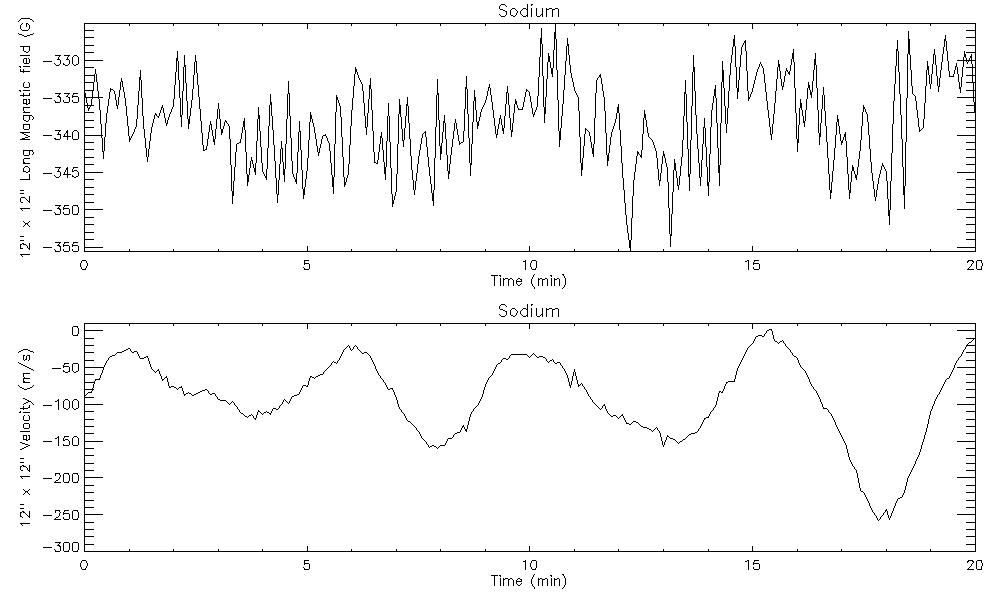 Sodium
12" x 12" Long Magnetic field (G)
-330
-335
-340
-345
-350
-355
0 5 10 15 20
Time (min)
Sodium
12" x 12" Velocity (m/s)
0
-50
-100
-150
-200
-250
-300
0 5 10 15 20
Time (min)